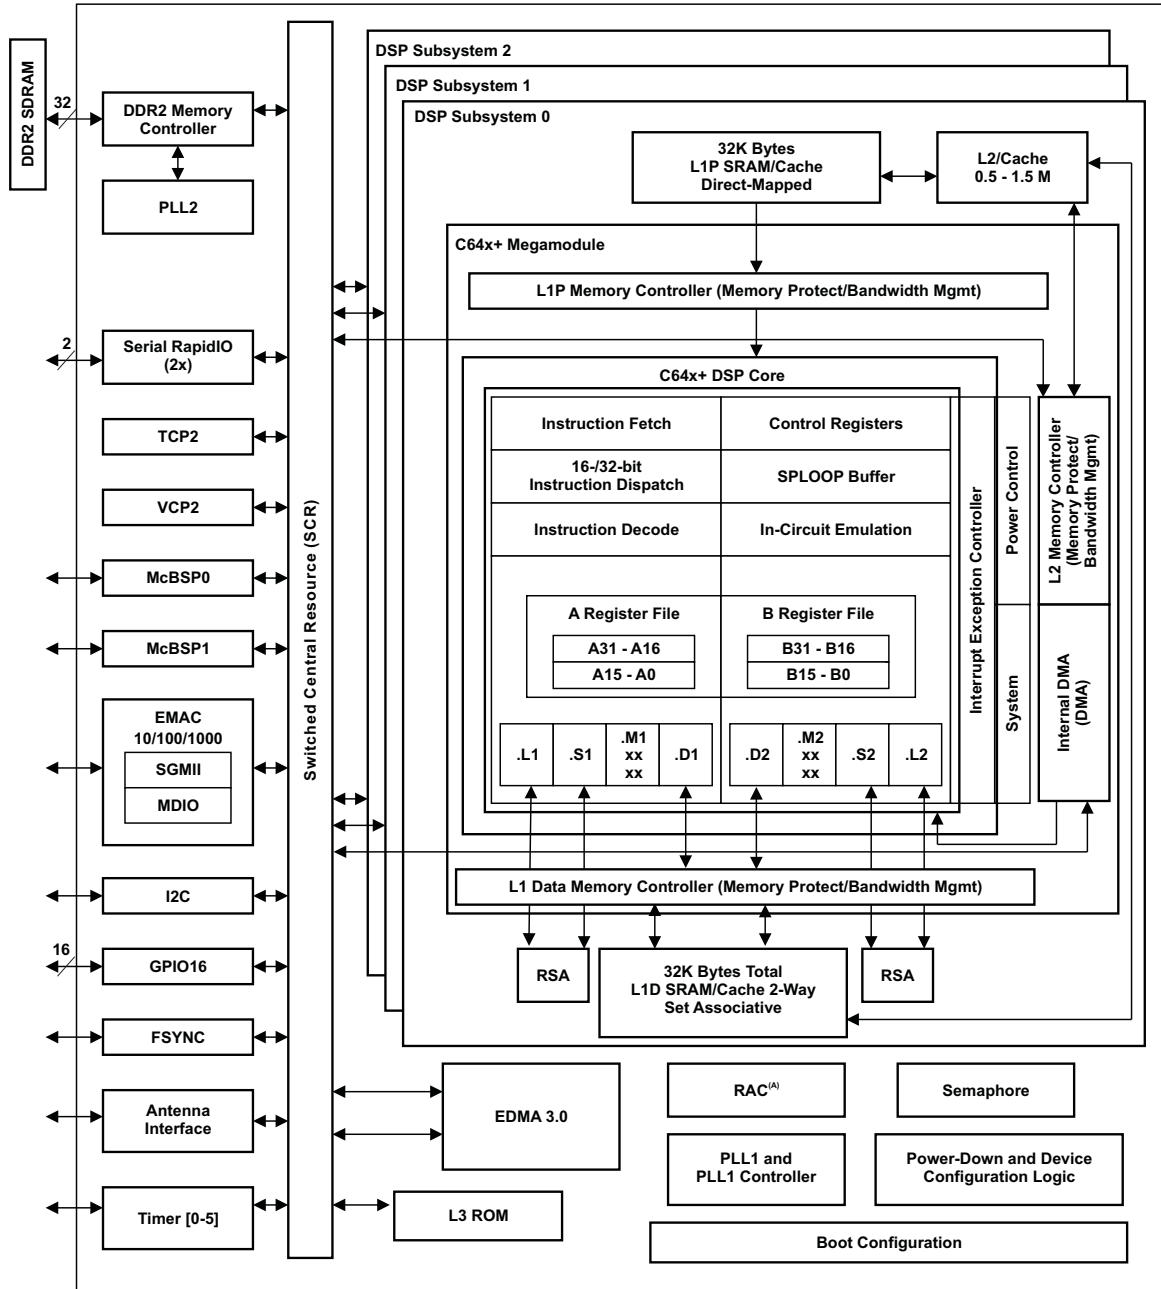 DDR2 SDRAM
32
DDR2 Memory
Controller
PLL2
2
Serial RapidIO
(2x)
TCP2
VCP2
McBSP0
McBSP1
EMAC
10/100/1000
SGMII
MDIO
I2C
16
GPIO16
FSYNC
Antenna
Interface
Timer [0-5]
Switched Central Resource (SCR)
DSP Subsystem 2
DSP Subsystem 1
DSP Subsystem 0
32K Bytes
L1P SRAM/Cache
Direct-Mapped
L2/Cache
0.5 - 1.5 M
C64x+ Megamodule
L1P Memory Controller (Memory Protect/Bandwidth Mgmt)
C64x+ DSP Core
Instruction Fetch
Control Registers
16-/32-bit
Instruction Dispatch
SPLOOP Buffer
Instruction Decode
In-Circuit Emulation
A Register File
A31 - A16
A15 - A0
B Register File
B31 - B16
B15 - B0
.L1
.S1
.M1
xx
xx
.D1
.D2
.M2
xx
xx
.S2
.L2
Interrupt Exception Controller
Power Control
System
L2 Memory Controller
(Memory Protect/
Bandwidth Mgmt)
Internal DMA
(DMA)
L1 Data Memory Controller (Memory Protect/Bandwidth Mgmt)
RSA
32K Bytes Total
L1D SRAM/Cache 2-Way
Set Associative
RSA
EDMA 3.0
L3 ROM
RAC(A)
Semaphore
PLL1 and
PLL1 Controller
Power-Down and Device
Configuration Logic
Boot Configuration